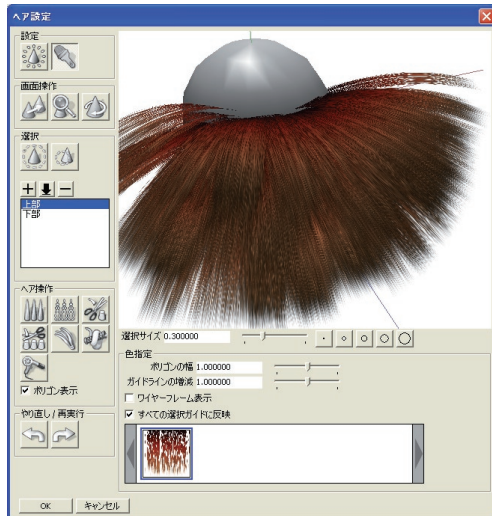 ヘア設定
設定
画面操作
選択
上部
下部
ヘア操作
ポリゴン表示
やり直し / 再実行
選択サイズ 0.300000
色指定
ポリゴンの幅 1.000000
ガイドラインの増減 1.000000
ワイヤーフレーム表示
すべての選択ガイドに反映
OK キャンセル